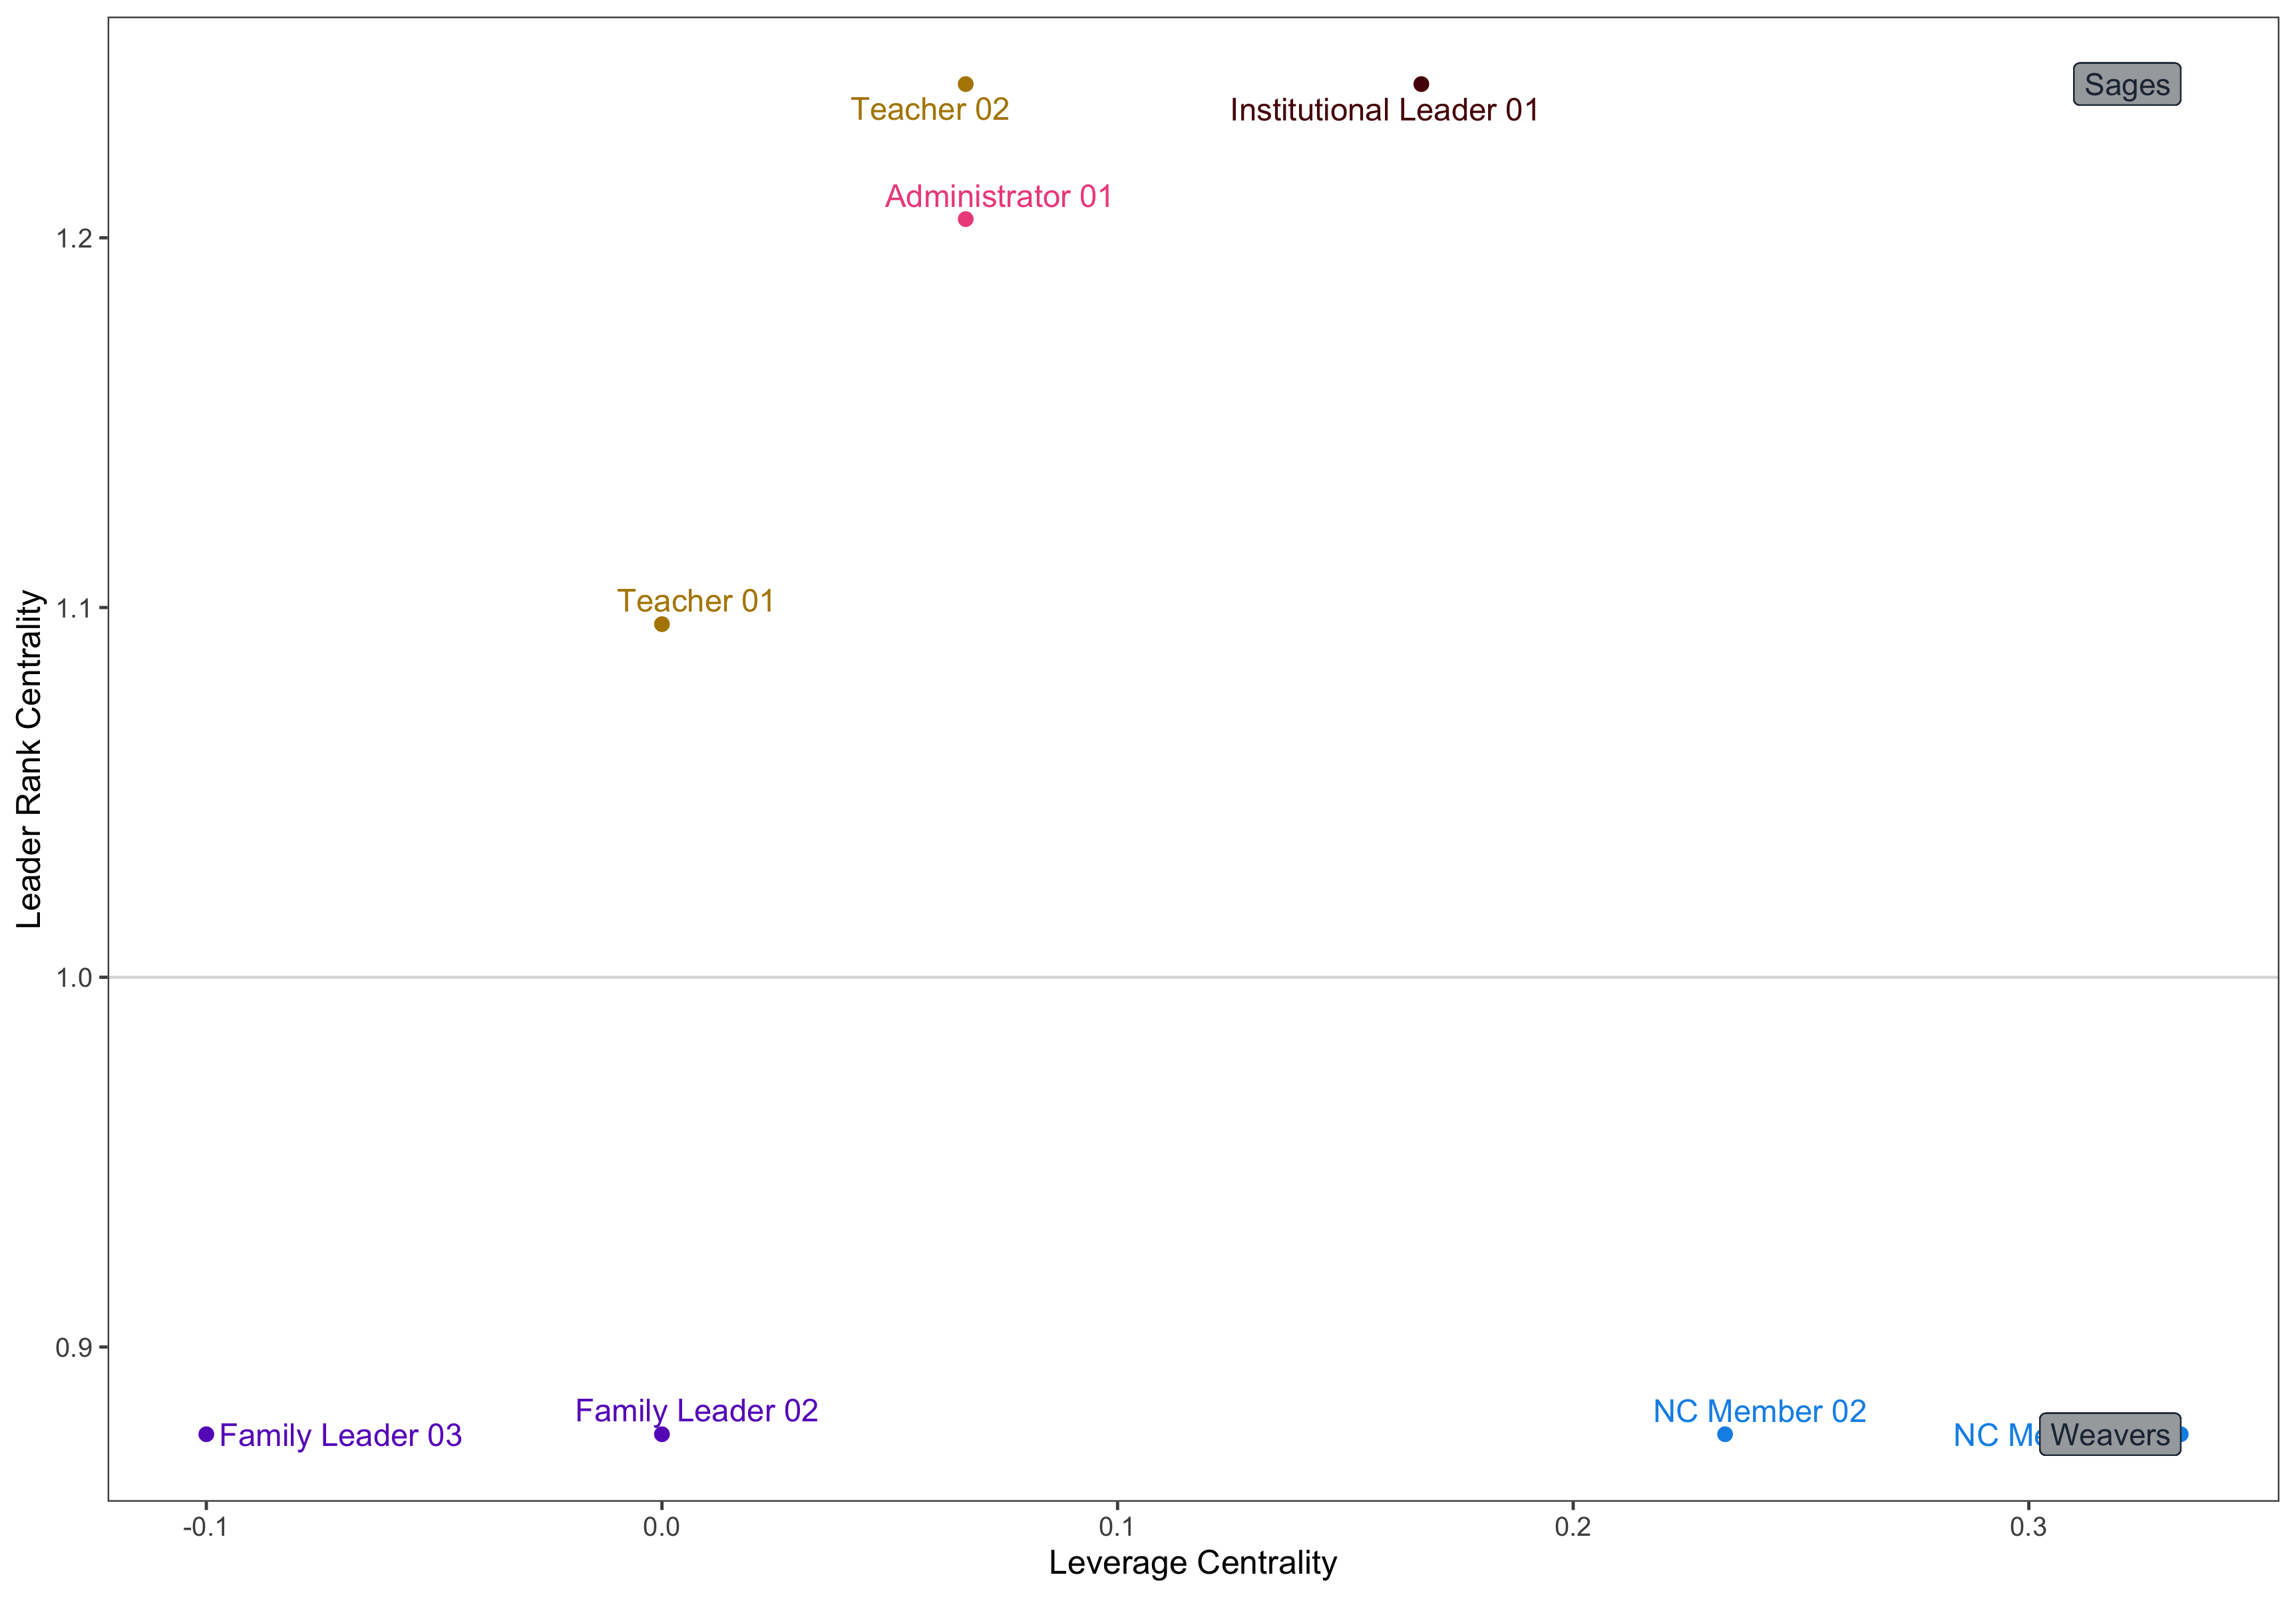 Sages
Teacher 02
Institutional Leader 01
Administrator 01
1.2
Teacher 01
1.1
Leader Rank Centrality
1.0
0.9
Family Leader 02
NC Member 02
Family Leader 03
NC
Weavers
-0.1
0.0
0.1
0.2
0.3
Leverage Centrality